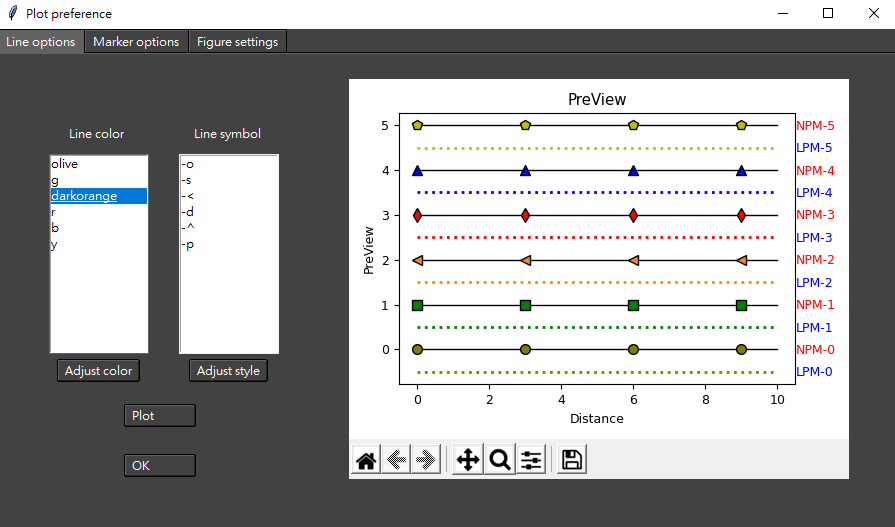 Plot preference
Line options
Marker options
Figure settings
Line color
Line symbol
olive
g
darkorange
r
b
y
-o
-s
-<
-d
-^
-p
Adjust color
Adjust style
Plot
OK
PreView
PreView
5
4
3
2
1
0
NPM-5
LPM-5
NPM-4
LPM-4
NPM-3
LPM-3
NPM-2
LPM-2
NPM-1
LPM-1
NPM-0
LPM-0
0 2 4 6 8 10
Distance